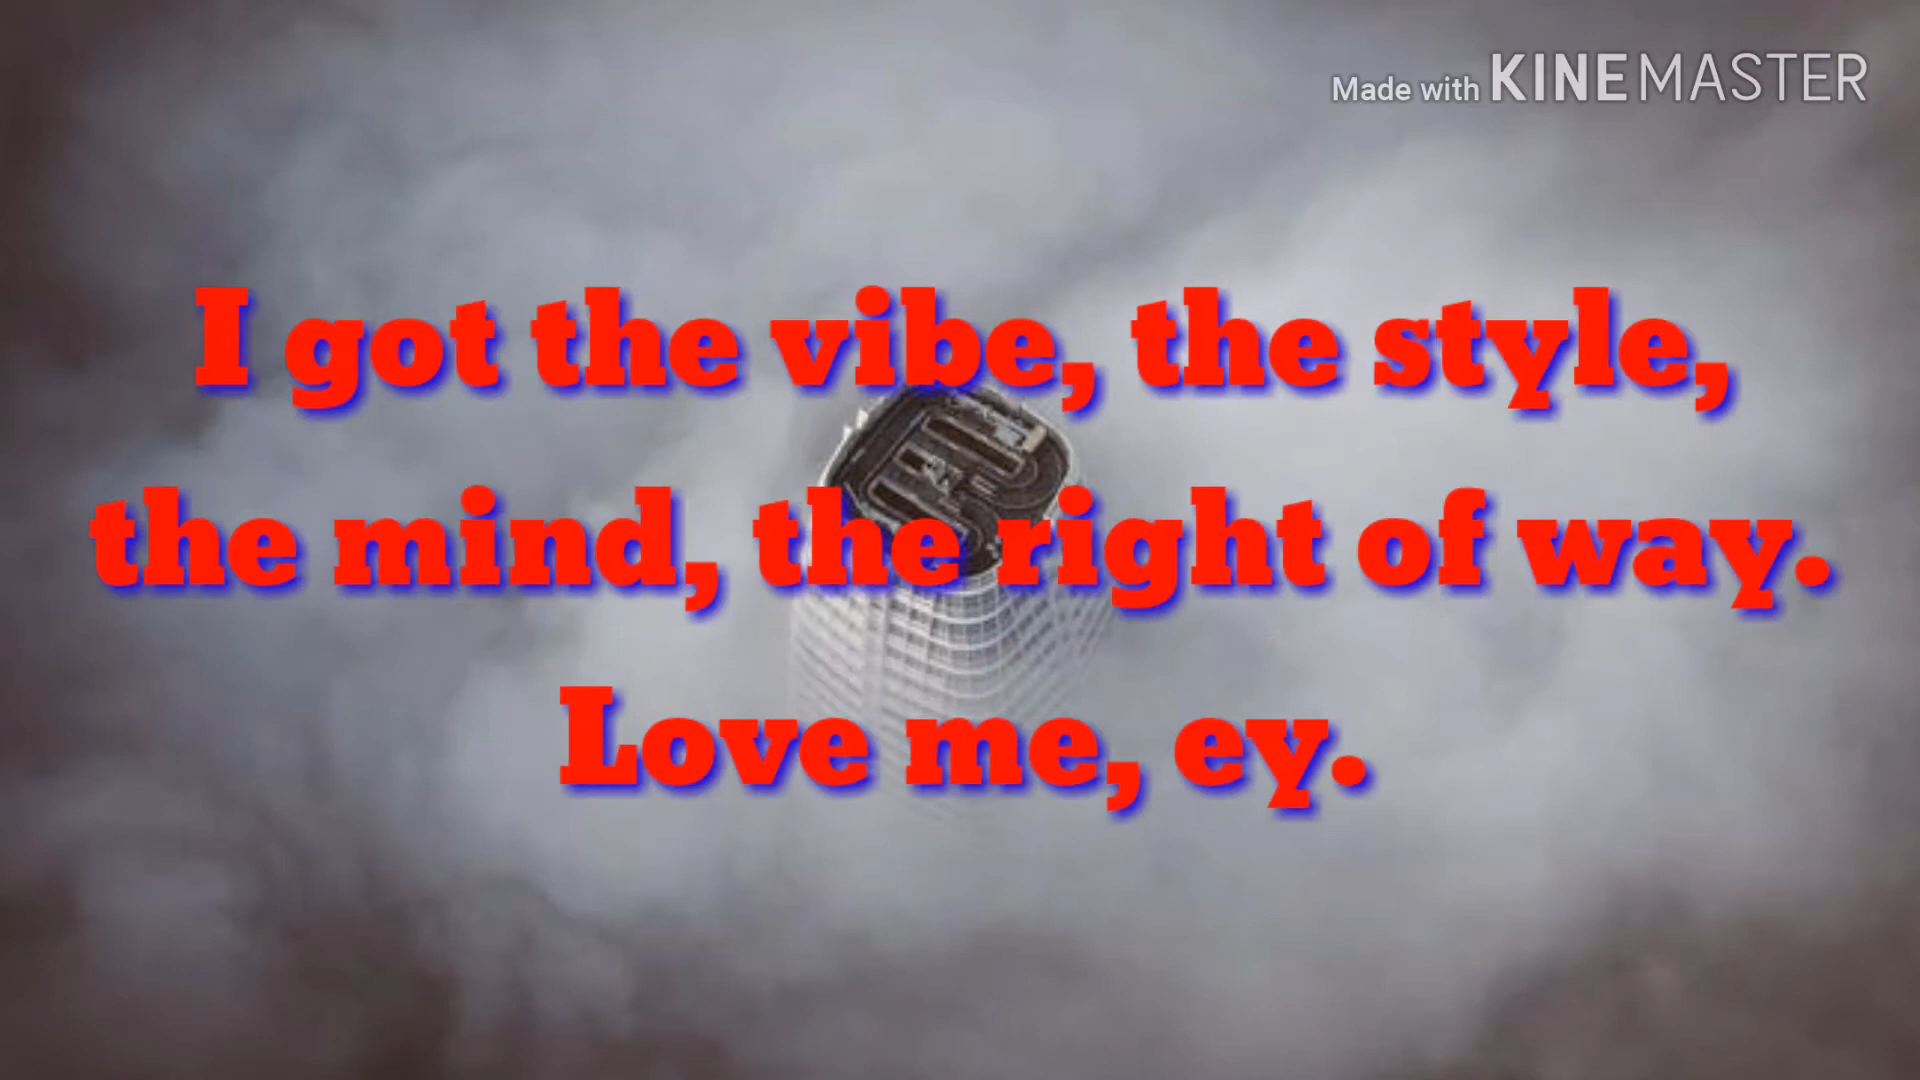 Made with KINEMASTER
I got the vibe, the style,
the mind, the right of way.
Love me, ey.